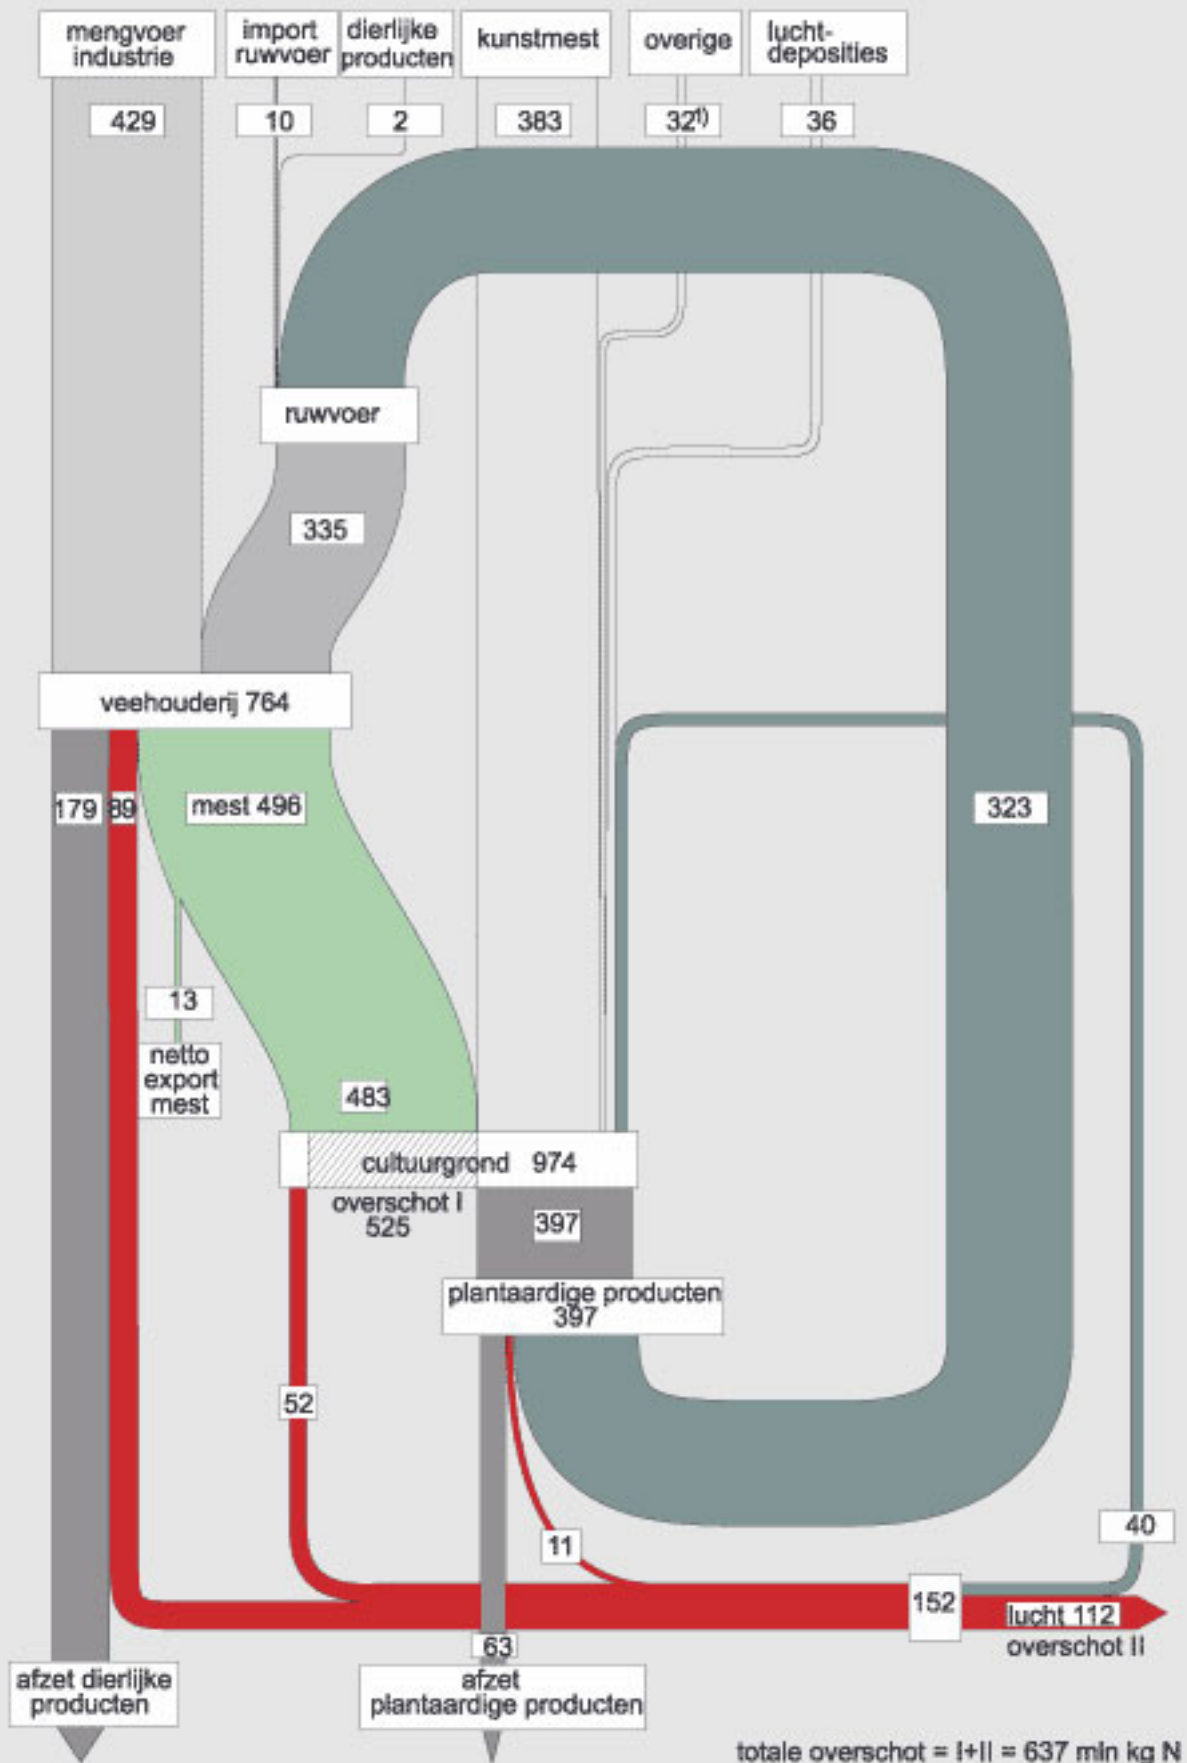 mengvoer
industrie
import
ruwvoer
dierlijke
producten
kunstmest
overige
lucht-
deposities
429
10
2
383
32¹⁾
36
ruwvoer
335
veehouderij 764
179
89
mest 496
323
13
netto
export
mest
483
cultuurgrond 974
overschot I
525
397
plantaardige producten
397
52
11
40
152
lucht 112
overschot II
63
afzet dierlijke
producten
afzet
plantaardige producten
totale overschot = I+II = 637 mln kg N